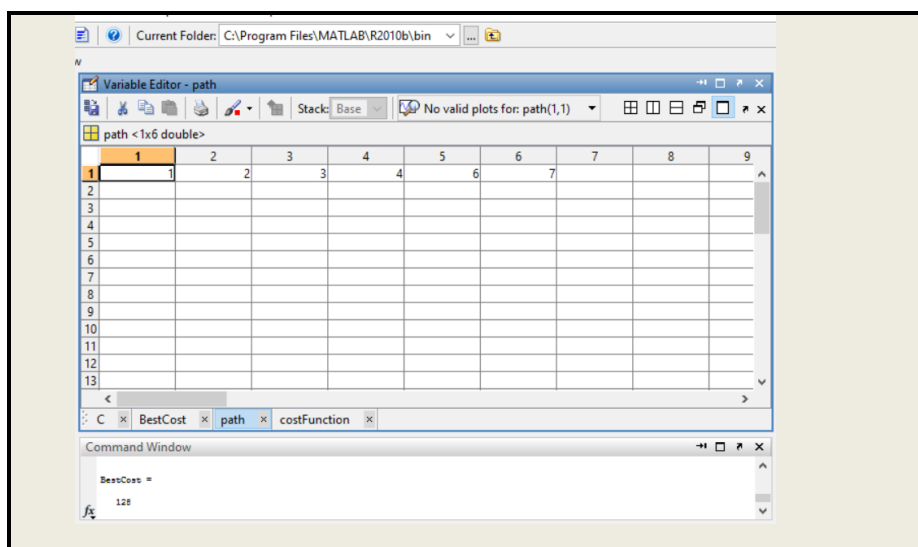 Current Folder: C:\Program Files\MATLAB\R2010b\bin
Variable Editor - path
Stack: Base No valid plots for: path(1,1)
path <1x6 double>
1 2 3 4 5 6 7 8 9
1 1 2 3 4 6 7
2
3
4
5
6
7
8
9
10
11
12
13
C BestCost path costFunction
Command Window
BestCost =
128
fx